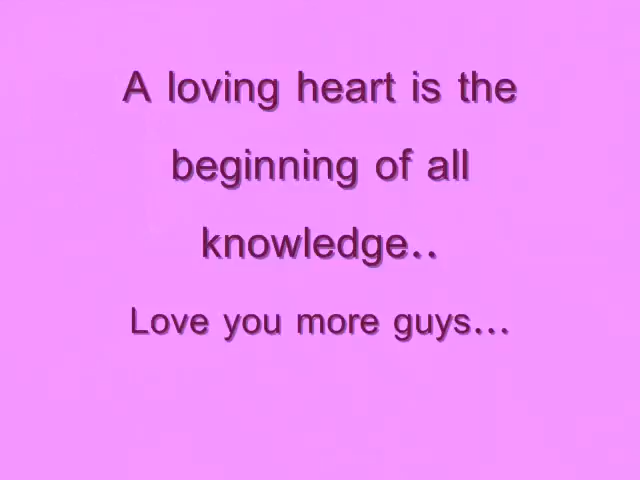 A loving heart is the
beginning of all
knowledge..
Love you more guys...